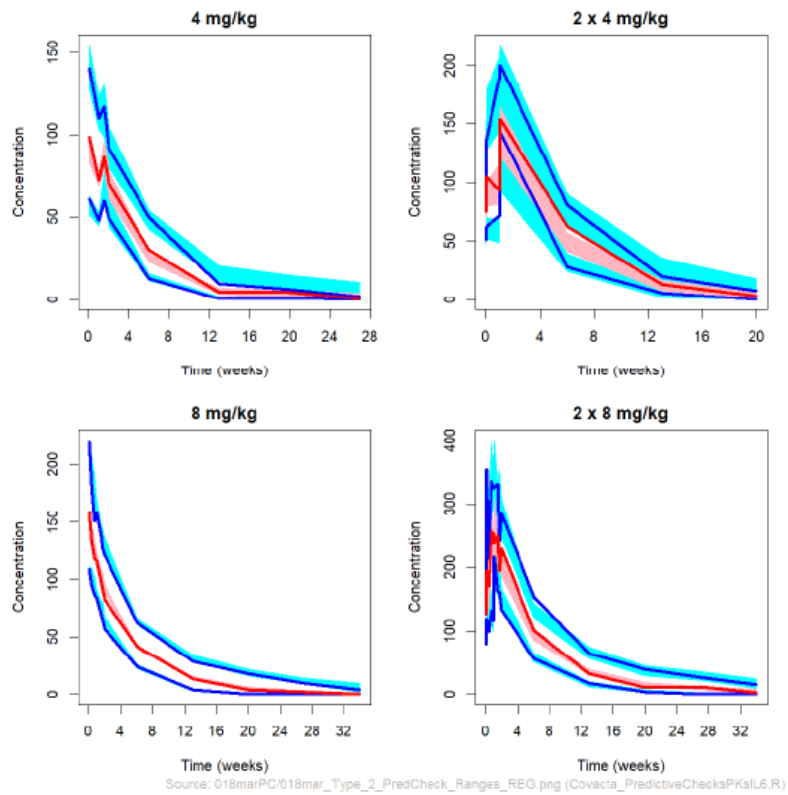 4 mg/kg
2 x 4 mg/kg
Concentration
150
100
50
0
0 4 8 12 16 20 24 28
Time (weeks)
Concentration
200
150
100
50
0
0 4 8 12 16 20
Time (weeks)
8 mg/kg
2 x 8 mg/kg
Concentration
200
150
100
50
0
0 4 8 12 16 20 24 28 32
Time (weeks)
Concentration
400
300
200
100
0
0 4 8 12 16 20 24 28 32
Time (weeks)
Source: 018marPC/018mar_Type_2_PredCheck_Ranges_REG.png (Covacta_PredictiveChecksPKsIL6.R)